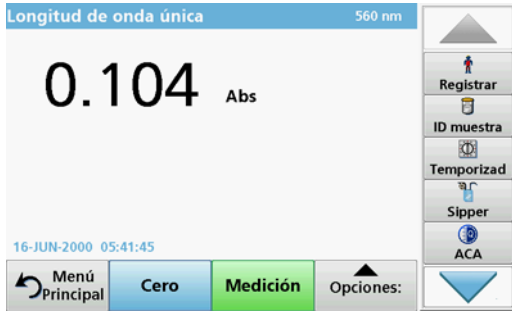 Longitud de onda única 560 nm
0.104 Abs
Registrar
ID muestra
Temporizad
Sipper
ACA
16-JUN-2000 05:41:45
Menú
Principal
Cero
Medición
Opciones: